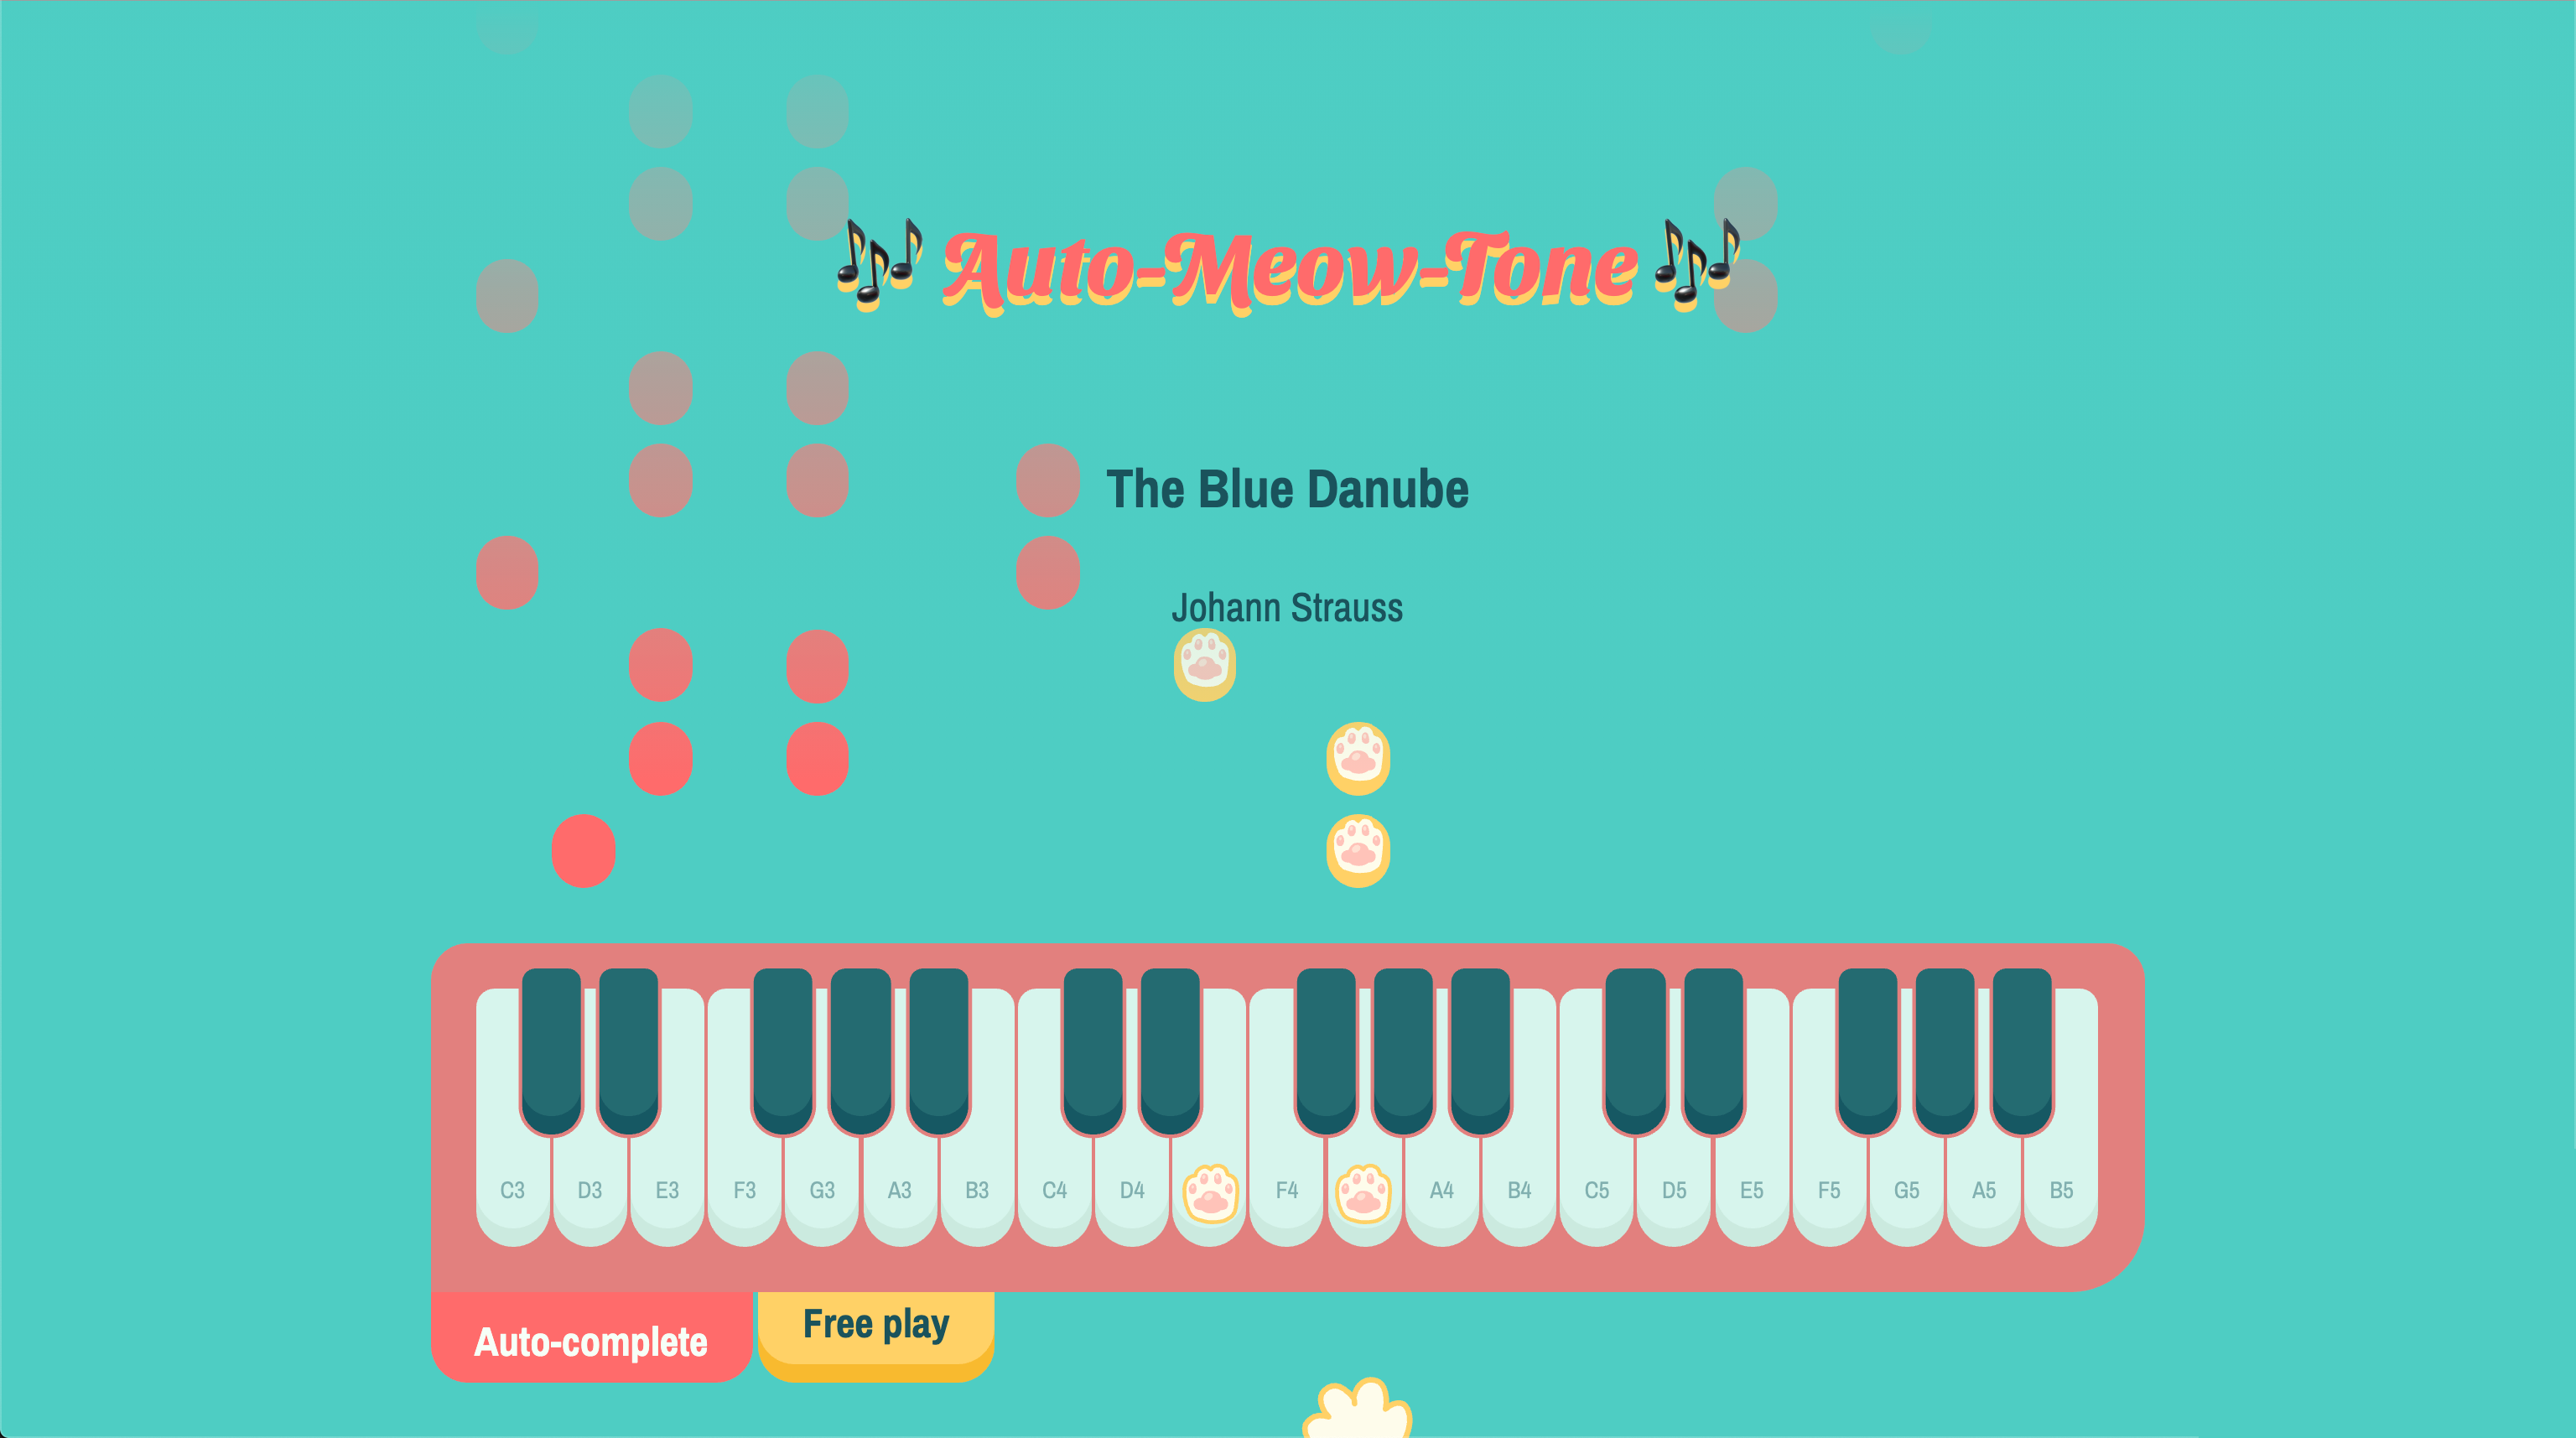 Auto-Meow-Tone
The Blue Danube
Johann Strauss
C3 D3 E3 F3 G3 A3 B3 C4 D4 F4 A4 B4 C5 D5 E5 F5 G5 A5 B5
Auto-complete
Free play